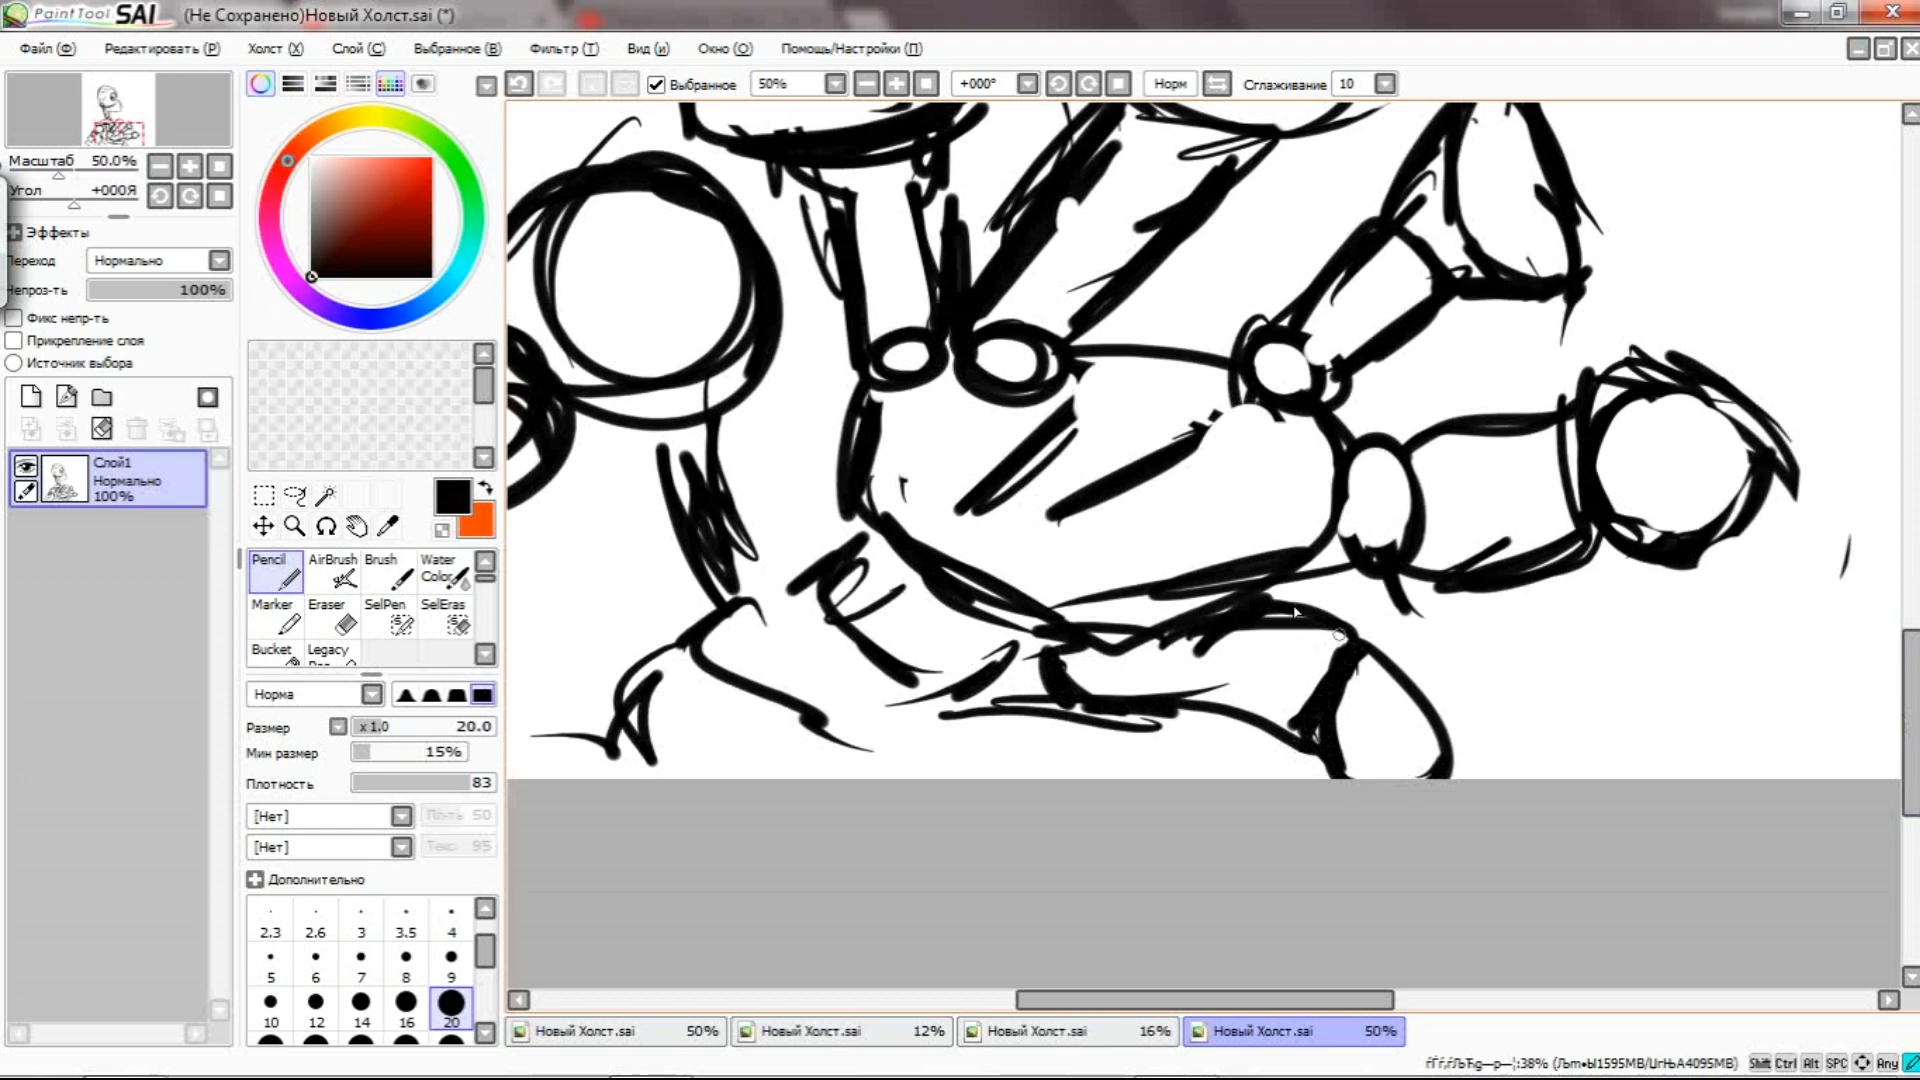 PaintTool SAI (Не Сохранено)Новый Холст.sai (*)
Файл (Ф) Редактировать (Р) Холст (Х) Слой (С) Выбранное (В) Фильтр (Т) Вид (и) Окно (О) Помощь/Настройки (П)
Выбранное 50% +000° Норм Сглаживание 10
Масштаб 50.0%
Угол +000Я
Эффекты
Переход Нормально
Непроз-ть 100%
Фикс непр-ть
Прикрепление слоя
Источник выбора
Слой1
Нормально
100%
Pencil AirBrush Brush Water Color
Marker Eraser SelPen SelEras
Bucket Legacy Pen
Норма
Размер x 1.0 20.0
Мин размер 15%
Плотность 83
[Нет] Пл-ть 50
[Нет] Текс. 95
Дополнительно
2.3 2.6 3 3.5 4
5 6 7 8 9
10 12 14 16 20
Новый Холст.sai 50% Новый Холст.sai 12% Новый Холст.sai 16% Новый Холст.sai 50%
Shift Ctrl Alt SPC Any